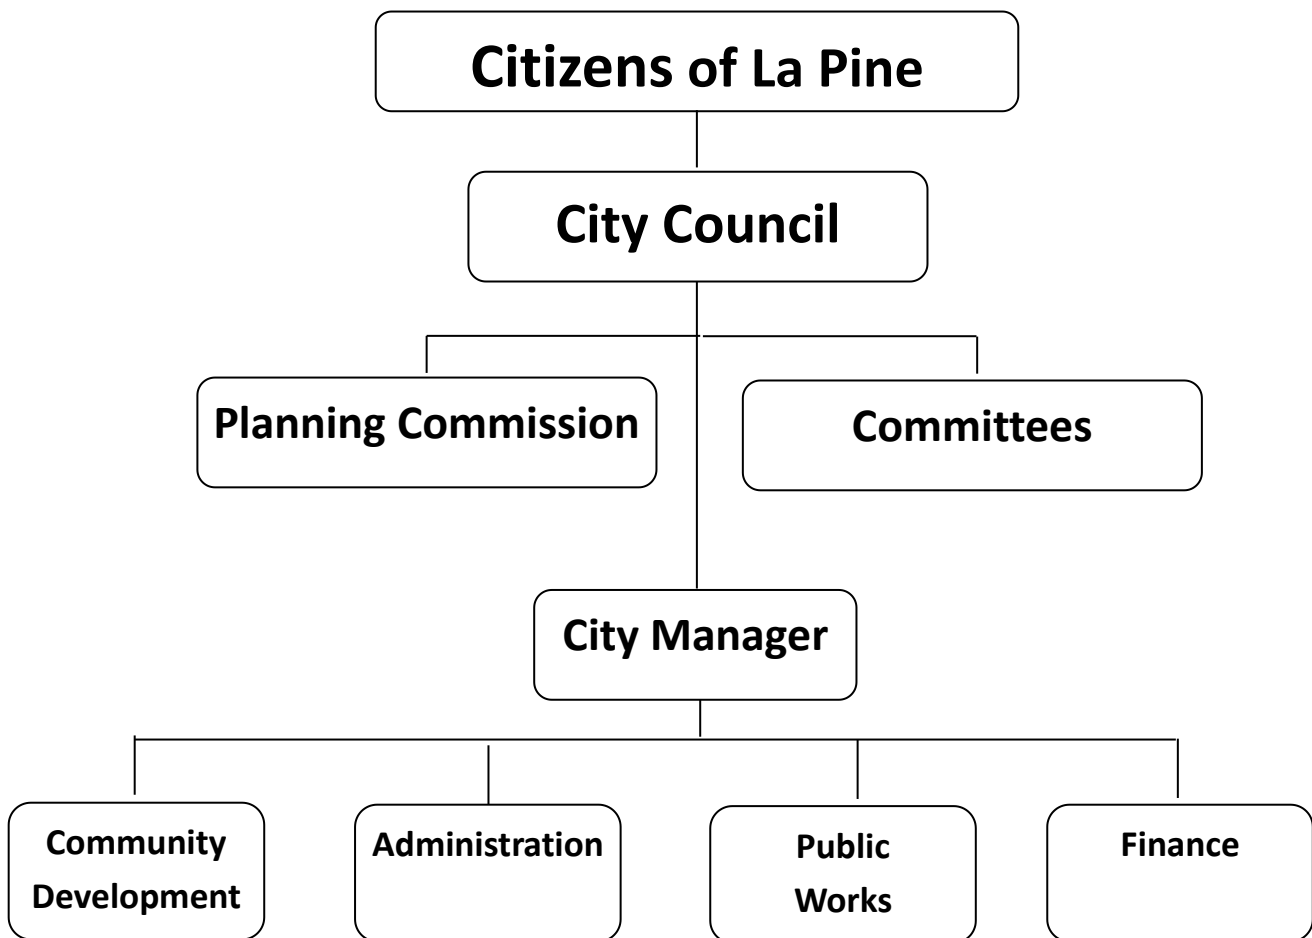 Citizens of La Pine
City Council
Planning Commission
Committees
City Manager
Community
Development
Administration
Public
Works
Finance